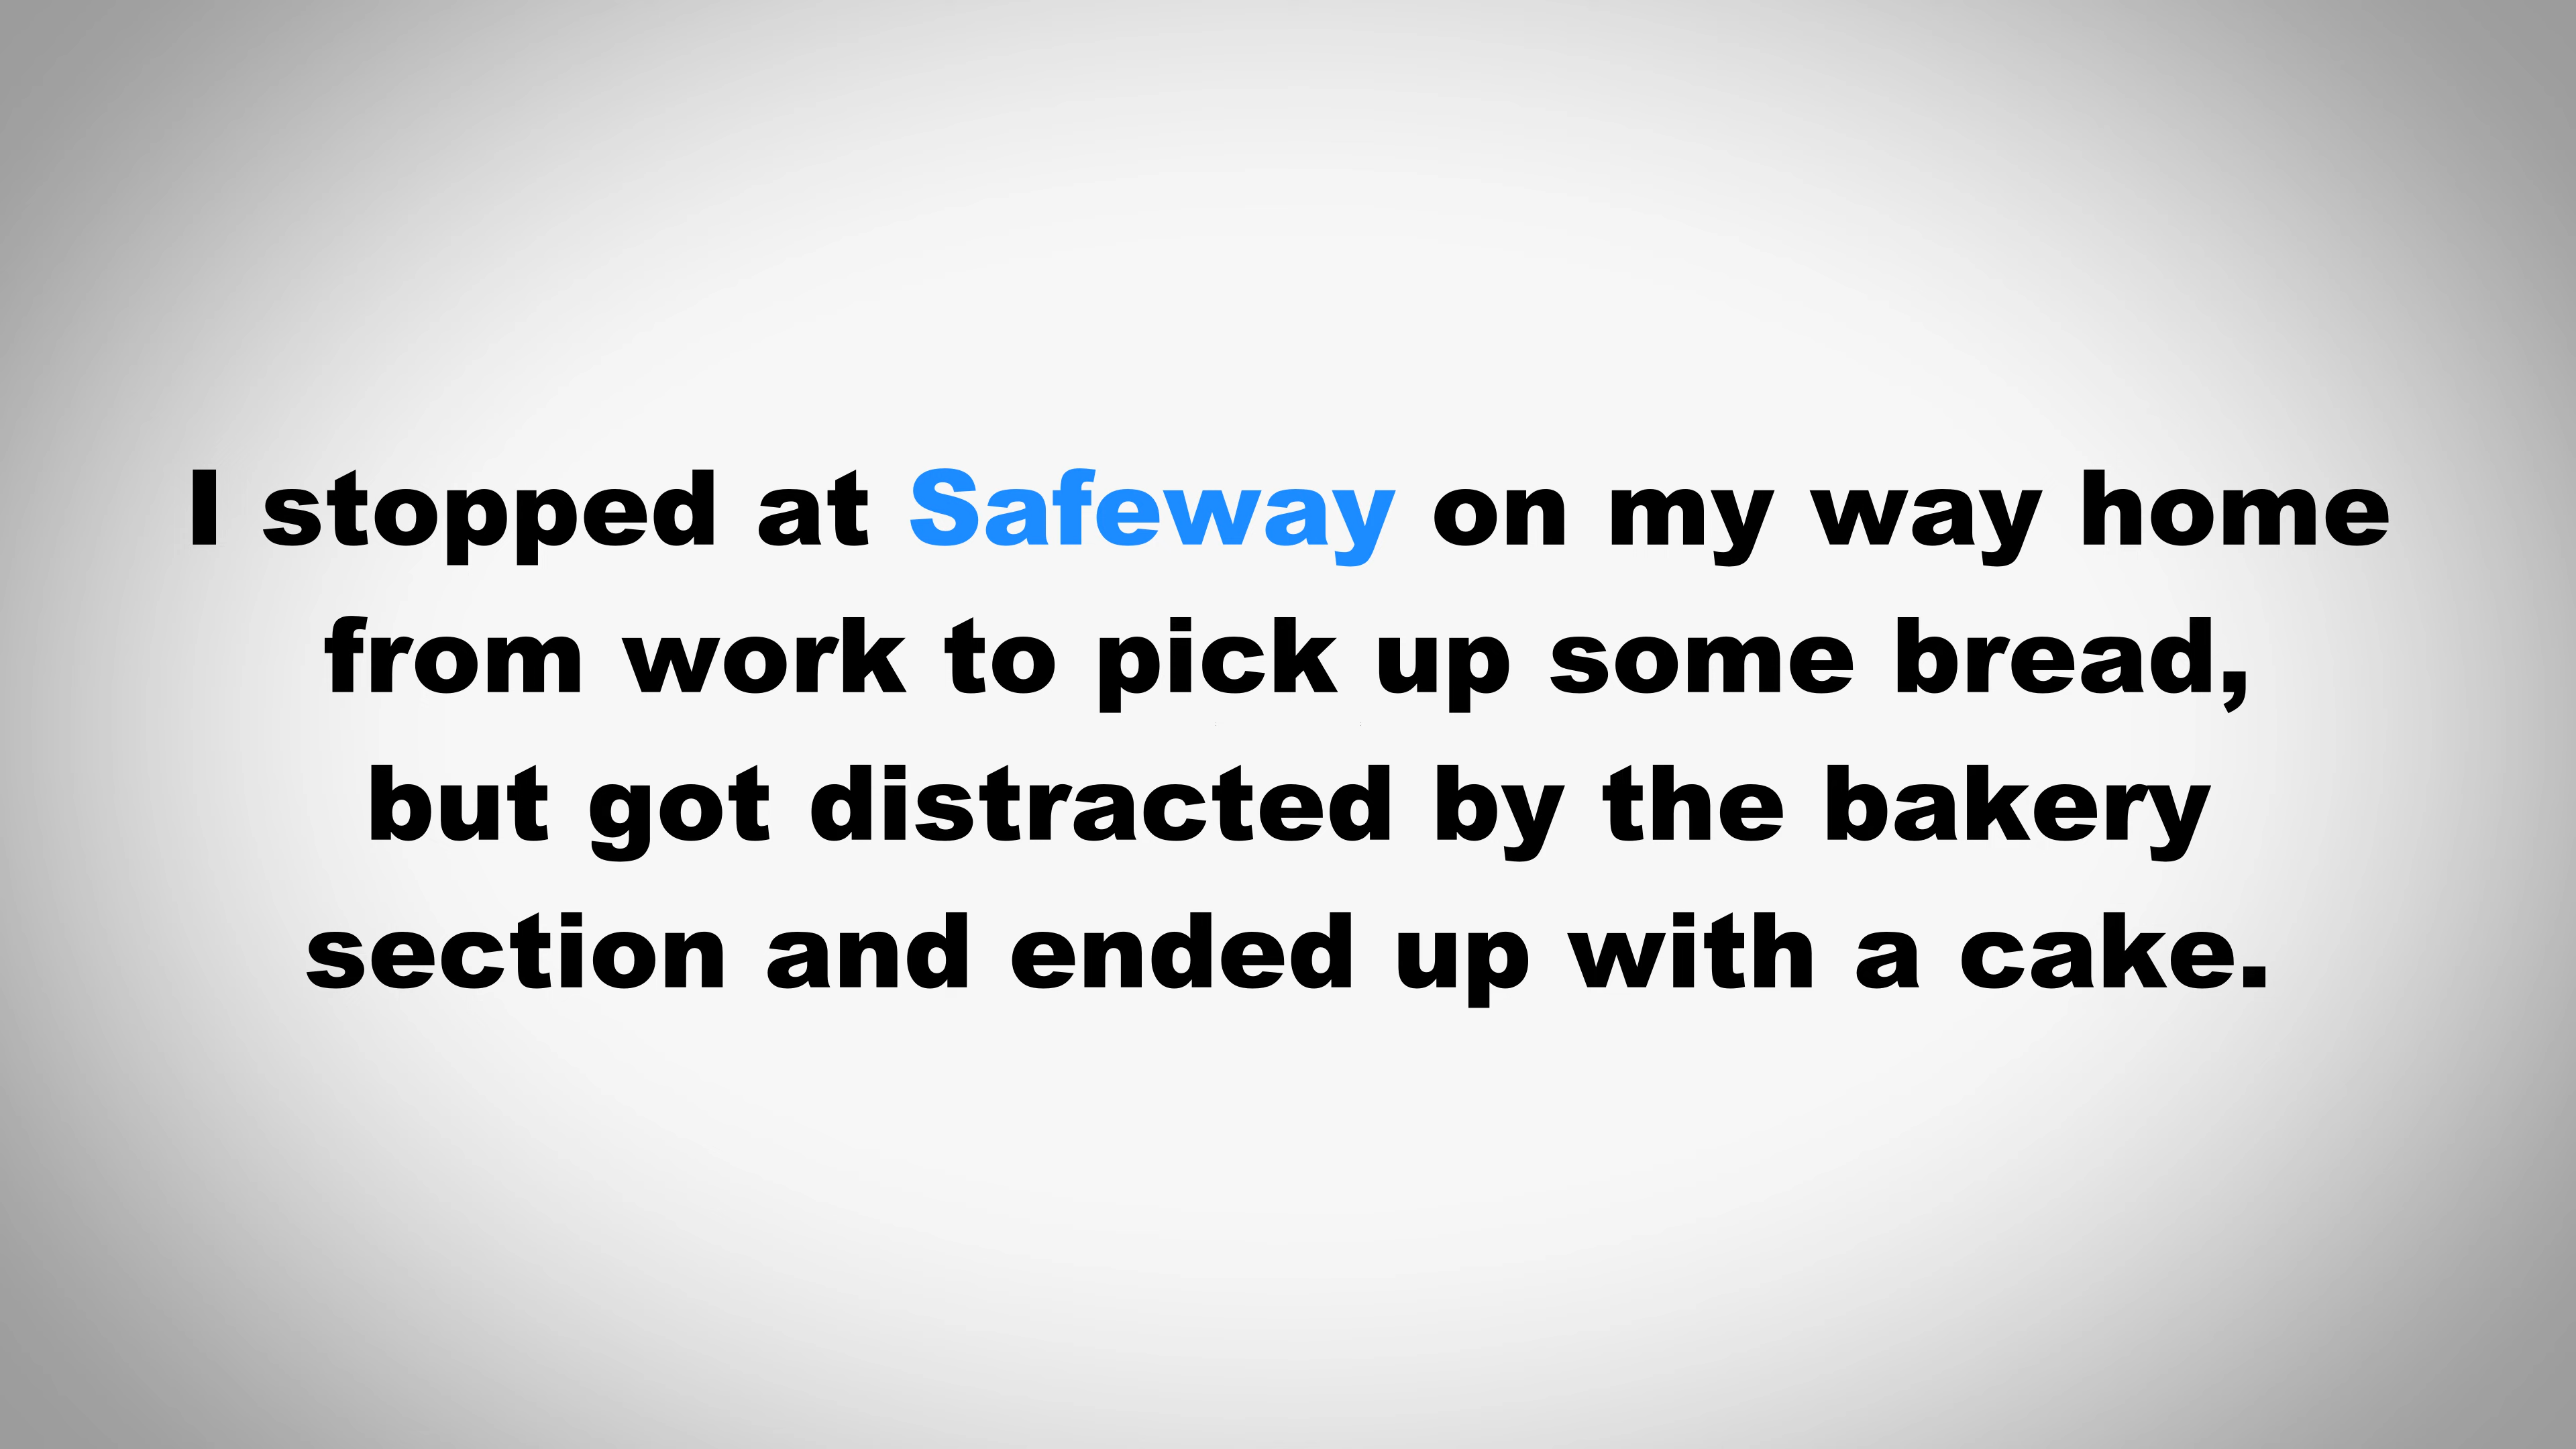 I stopped at Safeway on my way home
from work to pick up some bread,
but got distracted by the bakery
section and ended up with a cake.